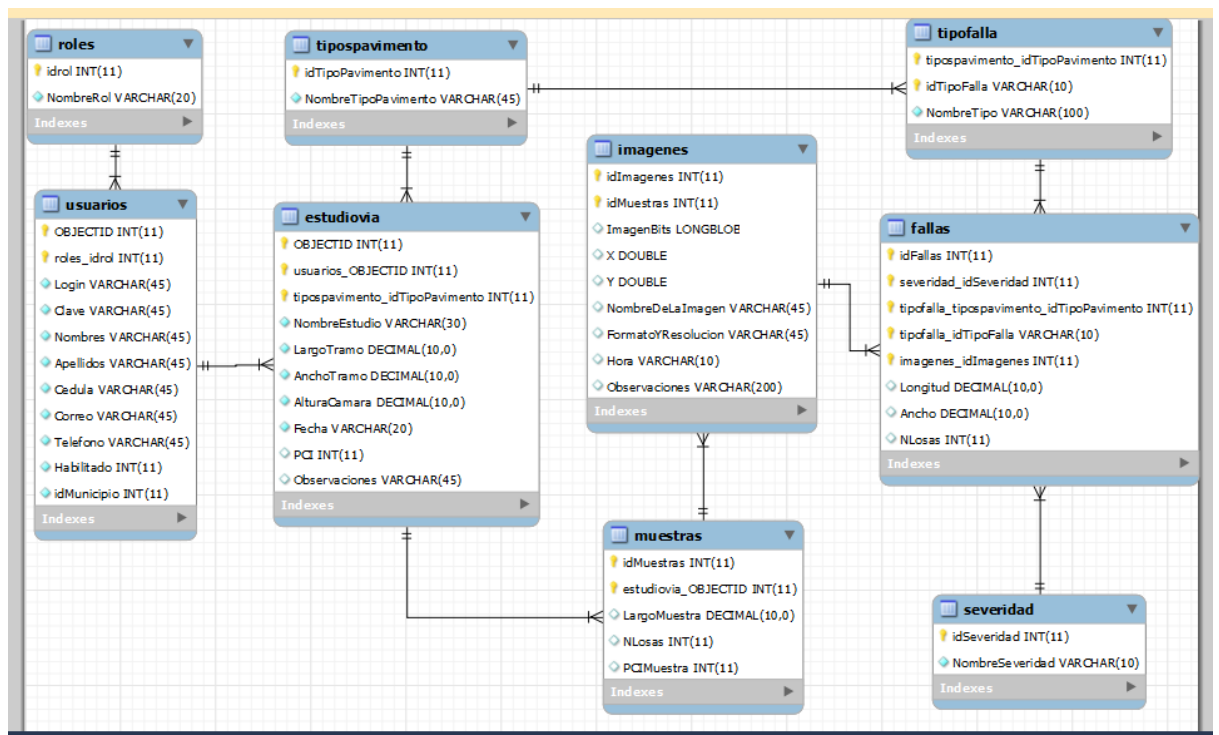 roles
idrol INT(11)
NombreRol VARCHAR(20)
Indexes
tipospavimento
idTipoPavimento INT(11)
NombreTipoPavimento VARCHAR(45)
Indexes
tipofalla
tipospavimento_idTipoPavimento INT(11)
idTipoFalla VARCHAR(10)
NombreTipo VARCHAR(100)
Indexes
usuarios
OBJECTID INT(11)
roles_idrol INT(11)
Login VARCHAR(45)
Clave VARCHAR(45)
Nombres VARCHAR(45)
Apellidos VARCHAR(45)
Cedula VARCHAR(45)
Correo VARCHAR(45)
Telefono VARCHAR(45)
Habilitado INT(11)
idMunicipio INT(11)
Indexes
estudiovia
OBJECTID INT(11)
usuarios_OBJECTID INT(11)
tipospavimento_idTipoPavimento INT(11)
NombreEstudio VARCHAR(30)
LargoTramo DECIMAL(10,0)
AnchoTramo DECIMAL(10,0)
AlturaCamara DECIMAL(10,0)
Fecha VARCHAR(20)
PCI INT(11)
Observaciones VARCHAR(45)
Indexes
imagenes
idImagenes INT(11)
idMuestras INT(11)
ImagenBits LONGBLOB
X DOUBLE
Y DOUBLE
NombreDeLaImagen VARCHAR(45)
FormatoYResolucion VARCHAR(45)
Hora VARCHAR(10)
Observaciones VARCHAR(200)
Indexes
fallas
idFallas INT(11)
severidad_idSeveridad INT(11)
tipofalla_tipospavimento_idTipoPavimento INT(11)
tipofalla_idTipoFalla VARCHAR(10)
imagenes_idImagenes INT(11)
Longitud DECIMAL(10,0)
Ancho DECIMAL(10,0)
NLosas INT(11)
Indexes
muestras
idMuestras INT(11)
estudiovia_OBJECTID INT(11)
LargoMuestra DECIMAL(10,0)
NLosas INT(11)
PCIMuestra INT(11)
Indexes
severidad
idSeveridad INT(11)
NombreSeveridad VARCHAR(10)
Indexes